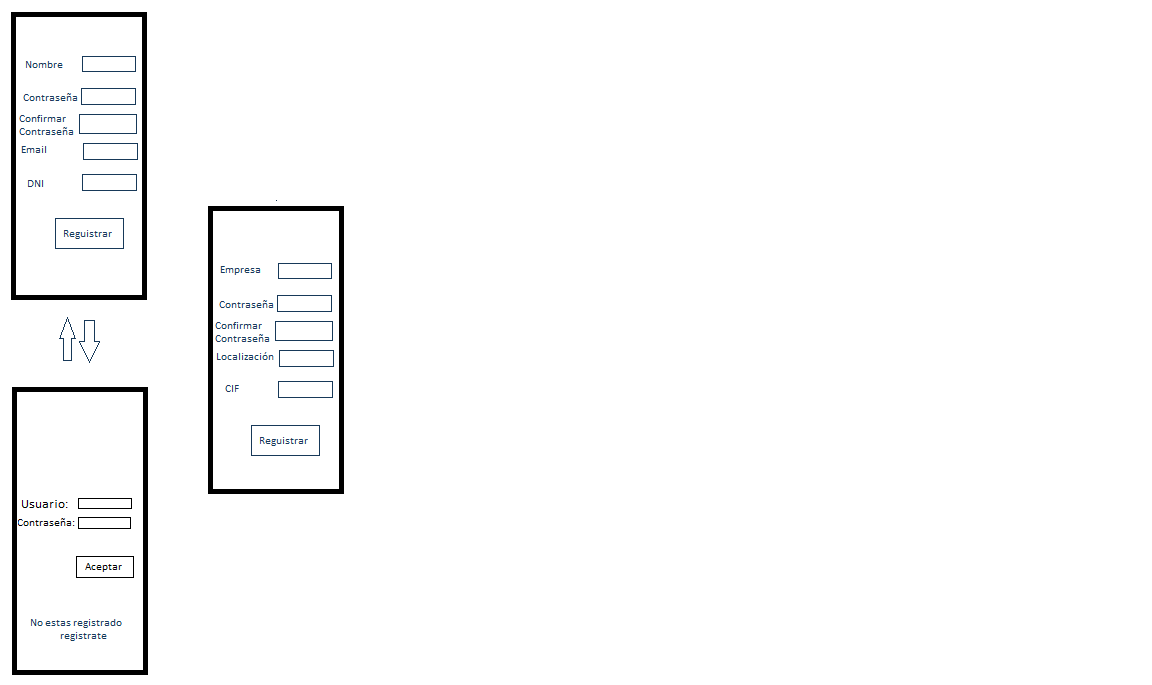 Nombre
Contraseña
Confirmar
Contraseña
Email
DNI
Reguistrar
Empresa
Contraseña
Confirmar
Contraseña
Localización
CIF
Reguistrar
Usuario:
Contraseña:
Aceptar
No estas registrado
registrate